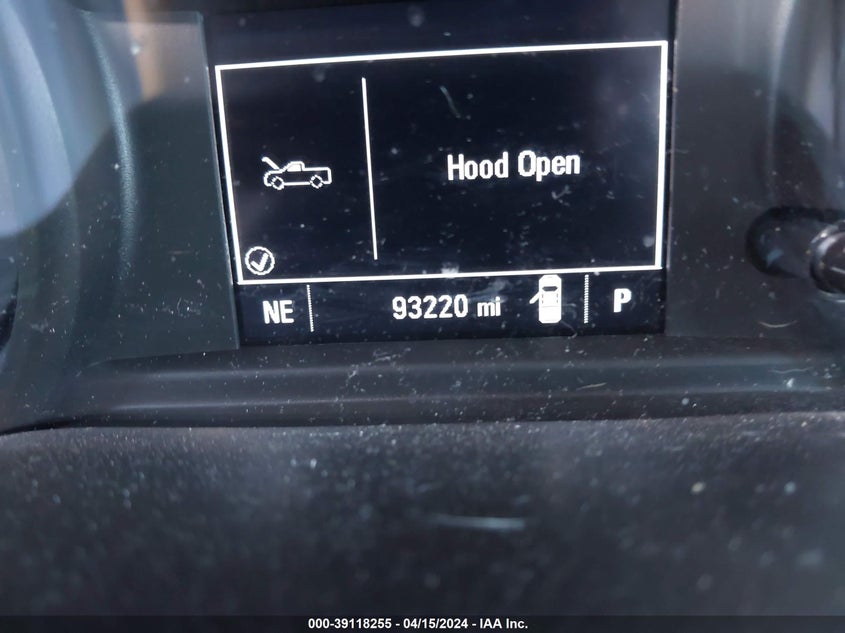 Hood Open
NE 93220 mi P
000-39118255 - 04/15/2024 - IAA Inc.